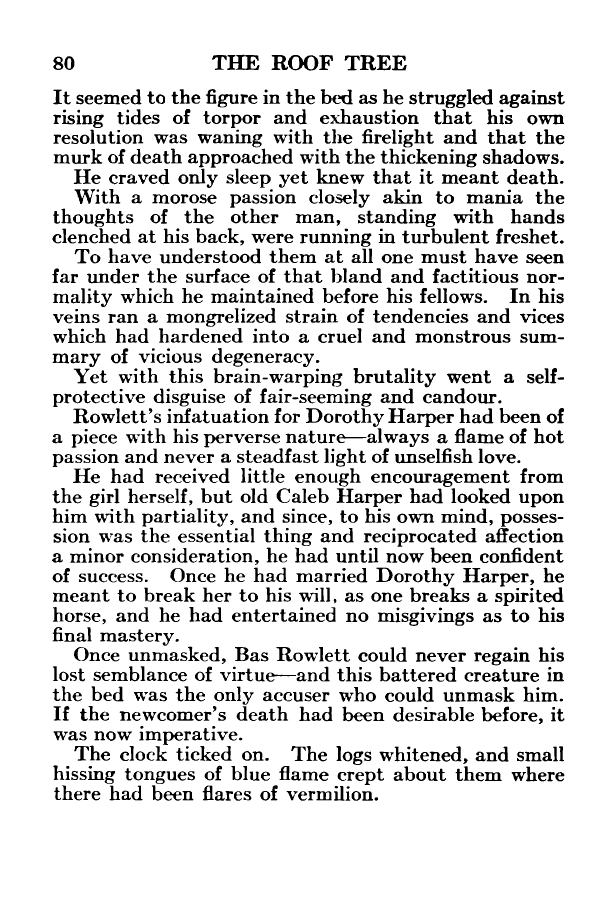 80 THE ROOF TREE
It seemed to the figure in the bed as he struggled against
rising tides of torpor and exhaustion that his own
resolution was waning with the firelight and that the
murk of death approached with the thickening shadows.
He craved only sleep yet knew that it meant death.
With a morose passion closely akin to mania the
thoughts of the other man, standing with hands
clenched at his back, were running in turbulent freshet.
To have understood them at all one must have seen
far under the surface of that bland and factitious nor-
mality which he maintained before his fellows. In his
veins ran a mongrelized strain of tendencies and vices
which had hardened into a cruel and monstrous sum-
mary of vicious degeneracy.
Yet with this brain-warping brutality went a self-
protective disguise of fair-seeming and candour.
Rowlett's infatuation for Dorothy Harper had been of
a piece with his perverse nature—always a flame of hot
passion and never a steadfast light of unselfish love.
He had received little enough encouragement from
the girl herself, but old Caleb Harper had looked upon
him with partiality, and since, to his own mind, posses-
sion was the essential thing and reciprocated affection
a minor consideration, he had until now been confident
of success. Once he had married Dorothy Harper, he
meant to break her to his will, as one breaks a spirited
horse, and he had entertained no misgivings as to his
final mastery.
Once unmasked, Bas Rowlett could never regain his
lost semblance of virtue—and this battered creature in
the bed was the only accuser who could unmask him.
If the newcomer's death had been desirable before, it
was now imperative.
The clock ticked on. The logs whitened, and small
hissing tongues of blue flame crept about them where
there had been flares of vermilion.